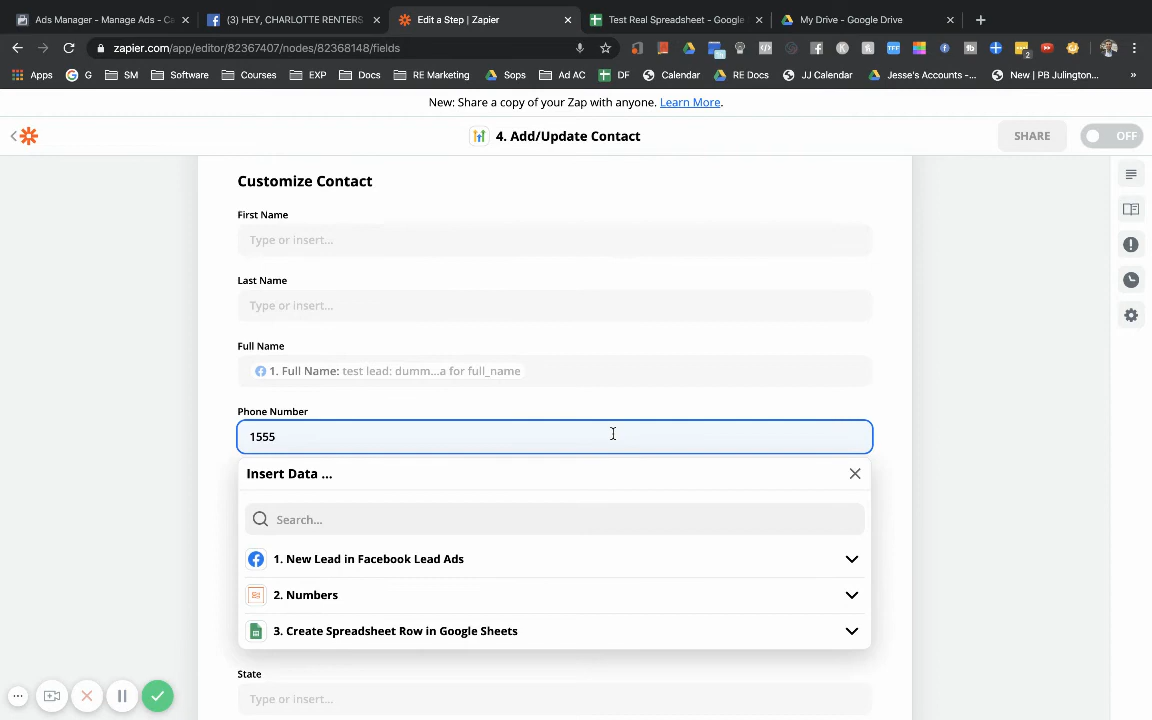 Ads Manager - Manage Ads - Ca
(3) HEY, CHARLOTTE RENTERS
Edit a Step | Zapier
Test Real Spreadsheet - Google
My Drive - Google Drive
zapier.com/app/editor/82367407/nodes/82368148/fields
Apps
G
SM
Software
Courses
EXP
Docs
RE Marketing
Sops
Ad AC
DF
Calendar
RE Docs
JJ Calendar
Jesse's Accounts -...
New | PB Julington...
»
New: Share a copy of your Zap with anyone. Learn More.
4. Add/Update Contact
SHARE
OFF
Customize Contact
First Name
Type or insert...
Last Name
Type or insert...
Full Name
1. Full Name: test lead: dumm...a for full_name
Phone Number
1555
Insert Data ...
Search...
1. New Lead in Facebook Lead Ads
2. Numbers
3. Create Spreadsheet Row in Google Sheets
State
Type or insert...